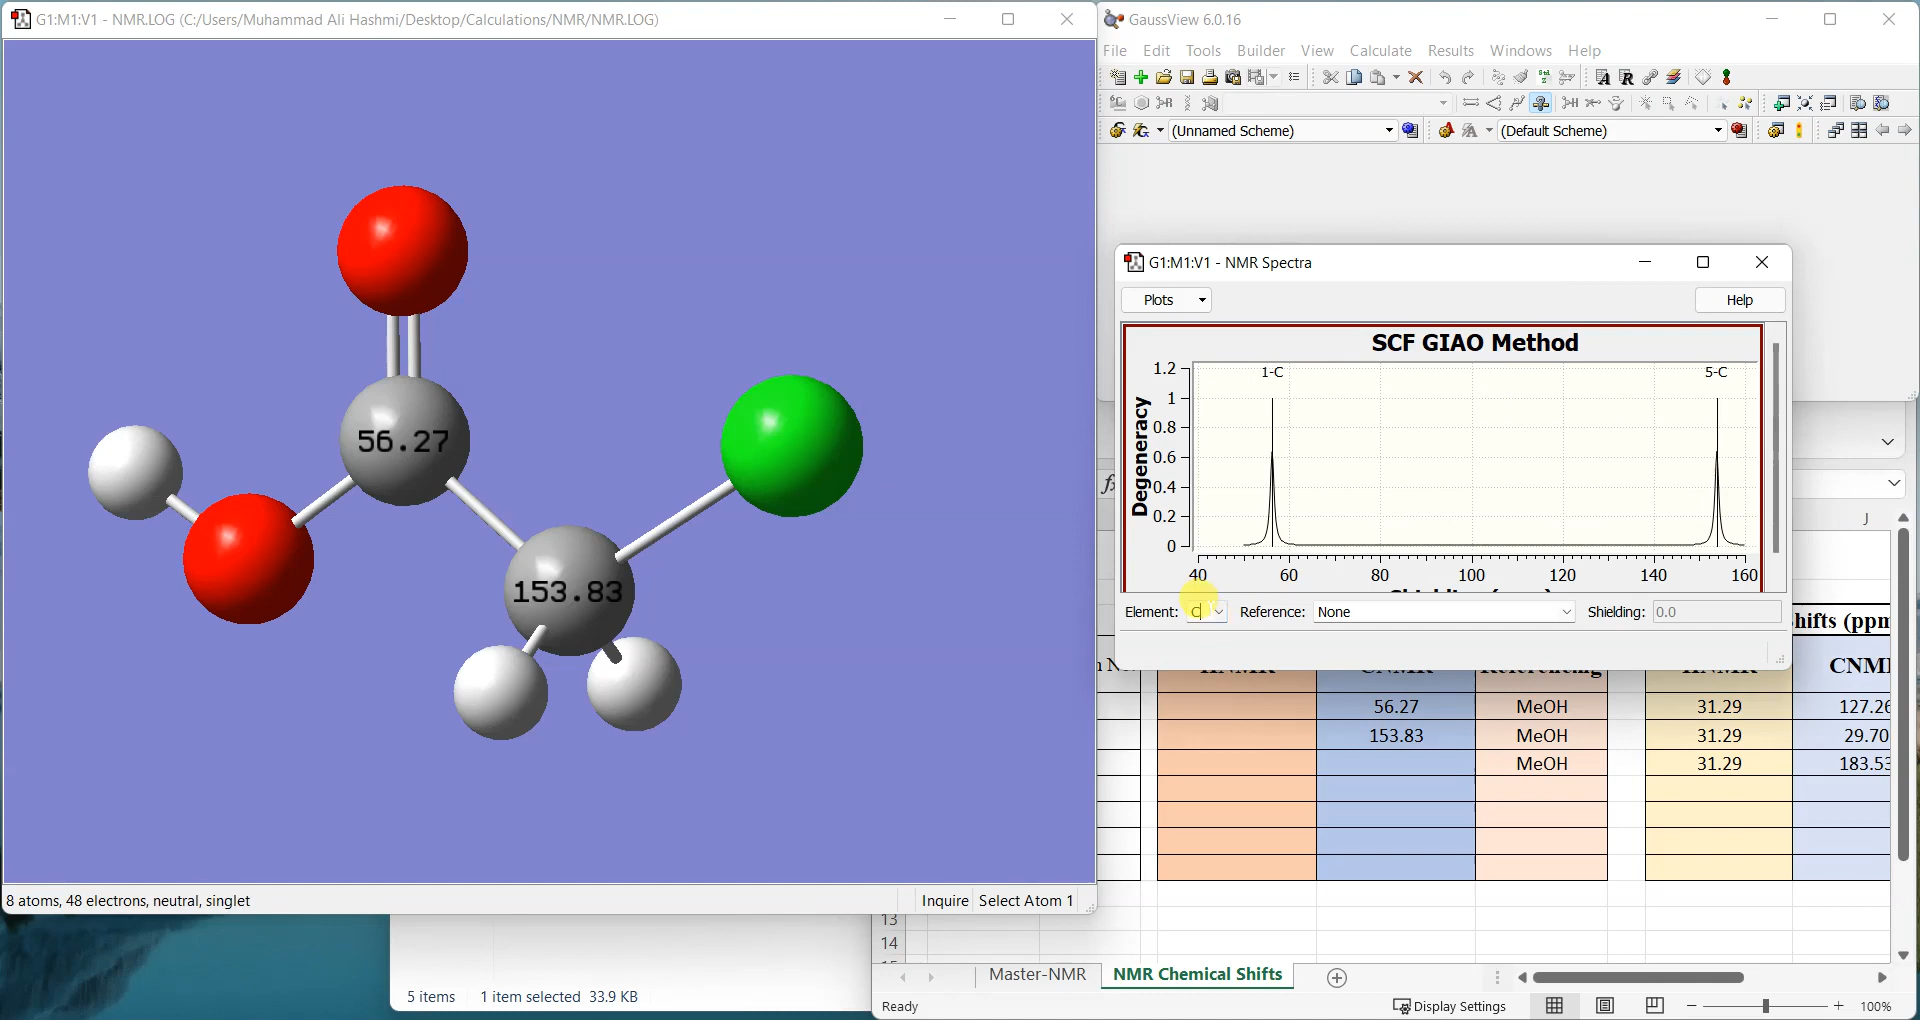 G1:M1:V1 - NMR.LOG (C:/Users/Muhammad Ali Hashmi/Desktop/Calculations/NMR/NMR.LOG)
56.27
153.83
8 atoms, 48 electrons, neutral, singlet
Inquire Select Atom 1
GaussView 6.0.16
File Edit Tools Builder View Calculate Results Windows Help
(Unnamed Scheme) (Default Scheme)
G1:M1:V1 - NMR Spectra
Plots Help
SCF GIAO Method
Degeneracy
1.2
1
0.8
0.6
0.4
0.2
0
1-C 5-C
40 60 80 100 120 140 160
Element: C Reference: None Shielding: 0.0
J
hifts (ppm
CNM
56.27 MeOH 31.29 127.26
153.83 MeOH 31.29 29.70
MeOH 31.29 183.53
13
14
Master-NMR NMR Chemical Shifts
Ready Display Settings 100%
5 items 1 item selected 33.9 KB